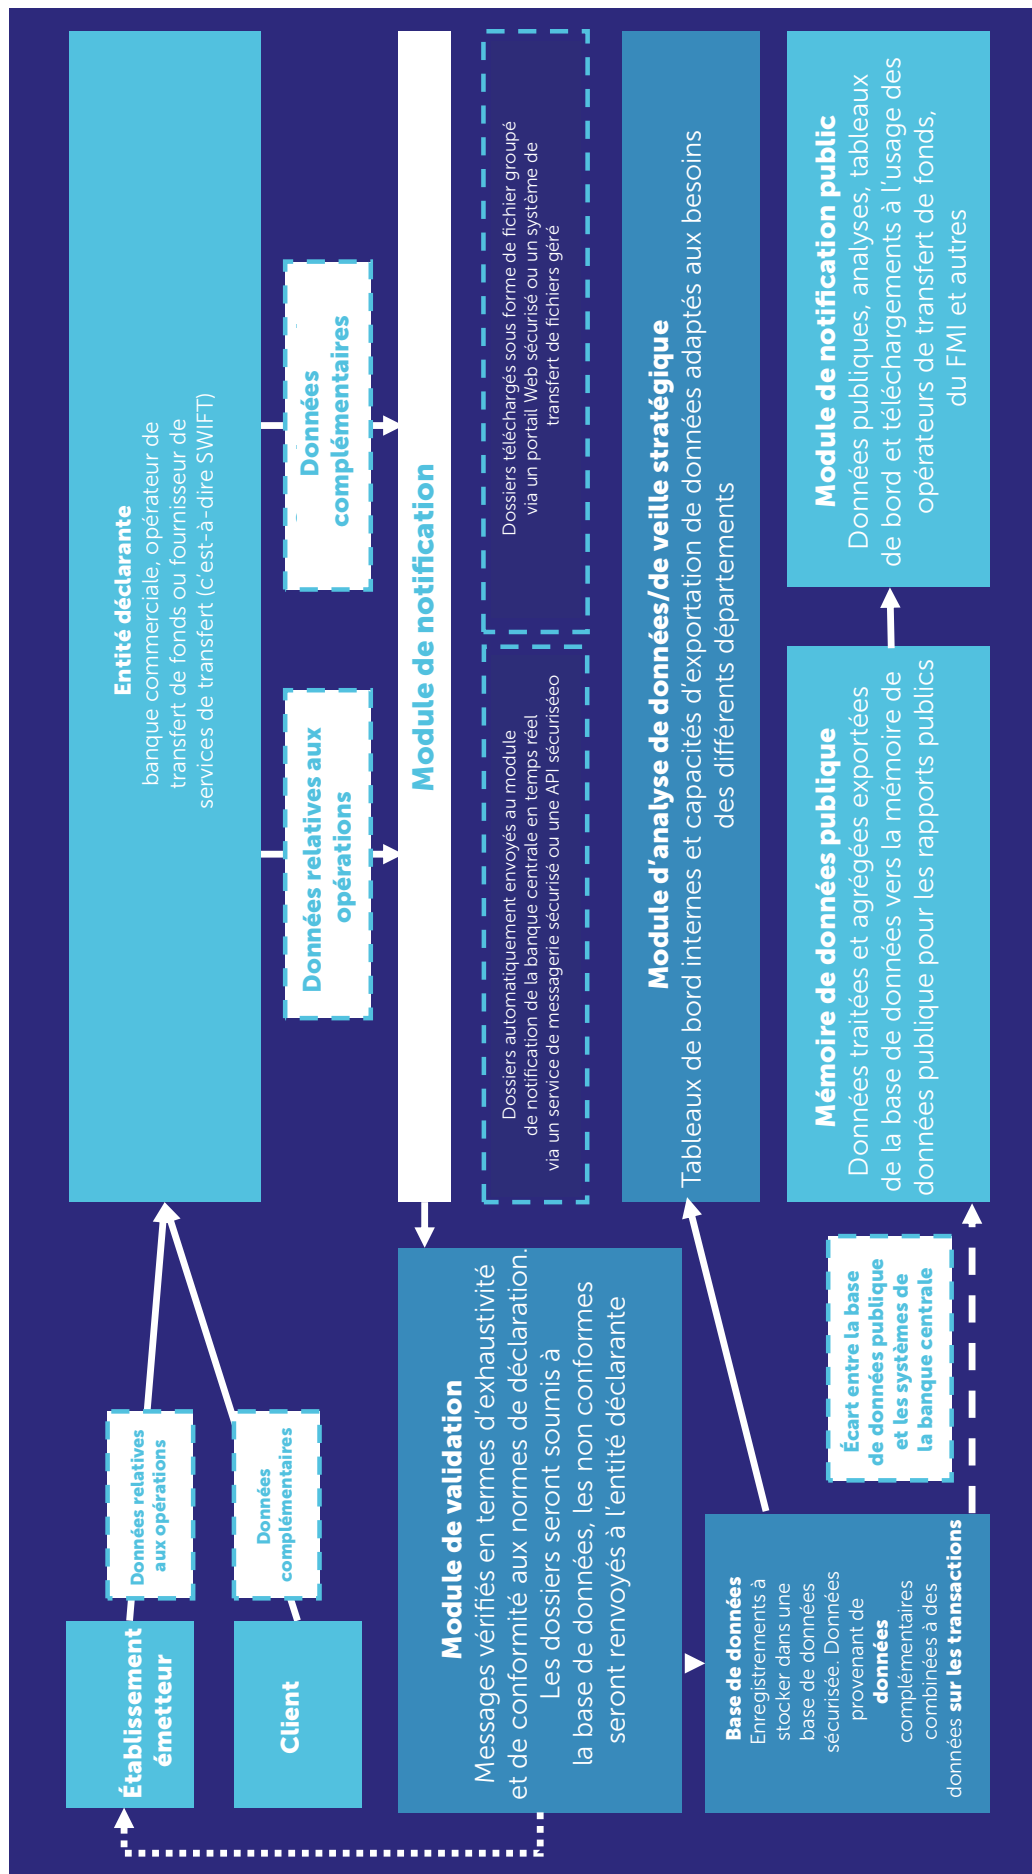 Établissement
émetteur
Client
Données relatives
aux opérations
Données
complémentaires
Entité déclarante
banque commerciale, opérateur de
transfert de fonds ou fournisseur de
services de transfert (c'est-à-dire SWIFT)
Données relatives aux
opérations
Données
complémentaires
Module de notification
Dossiers automatiquement envoyés au module
de notification de la banque centrale en temps réel
via un service de messagerie sécurisé ou une API sécuriséeo
Dossiers téléchargés sous forme de fichier groupé
via un portail Web sécurisé ou un système de
transfert de fichiers géré
Module de validation
Messages vérifiés en termes d'exhaustivité
et de conformité aux normes de déclaration.
Les dossiers seront soumis à
la base de données, les non conformes
seront renvoyés à l'entité déclarante
Module d'analyse de données/de veille stratégique
Tableaux de bord internes et capacités d'exportation de données adaptés aux besoins
des différents départements
Base de données
Enregistrements à
stocker dans une
base de données
sécurisée. Données
provenant de
données
complémentaires
combinées à des
données sur les transactions
Écart entre la base
de données publique
et les systèmes de
la banque centrale
Mémoire de données publique
Données traitées et agrégées exportées
de la base de données vers la mémoire de
données publique pour les rapports publics
Module de notification public
Données publiques, analyses, tableaux
de bord et téléchargements à l'usage des
opérateurs de transfert de fonds,
du FMI et autres